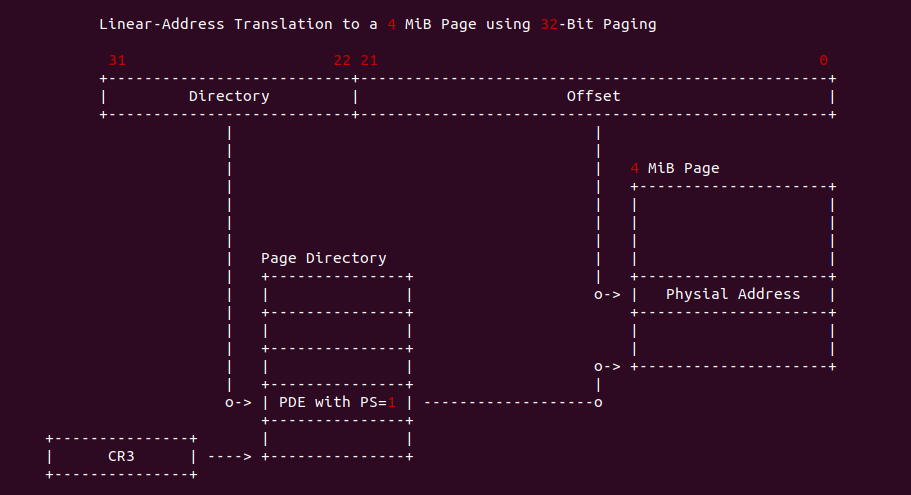 Linear-Address Translation to a 4 MiB Page using 32-Bit Paging
31 22 21 0
Directory Offset
4 MiB Page
Page Directory
Physial Address
PDE with PS=1
CR3